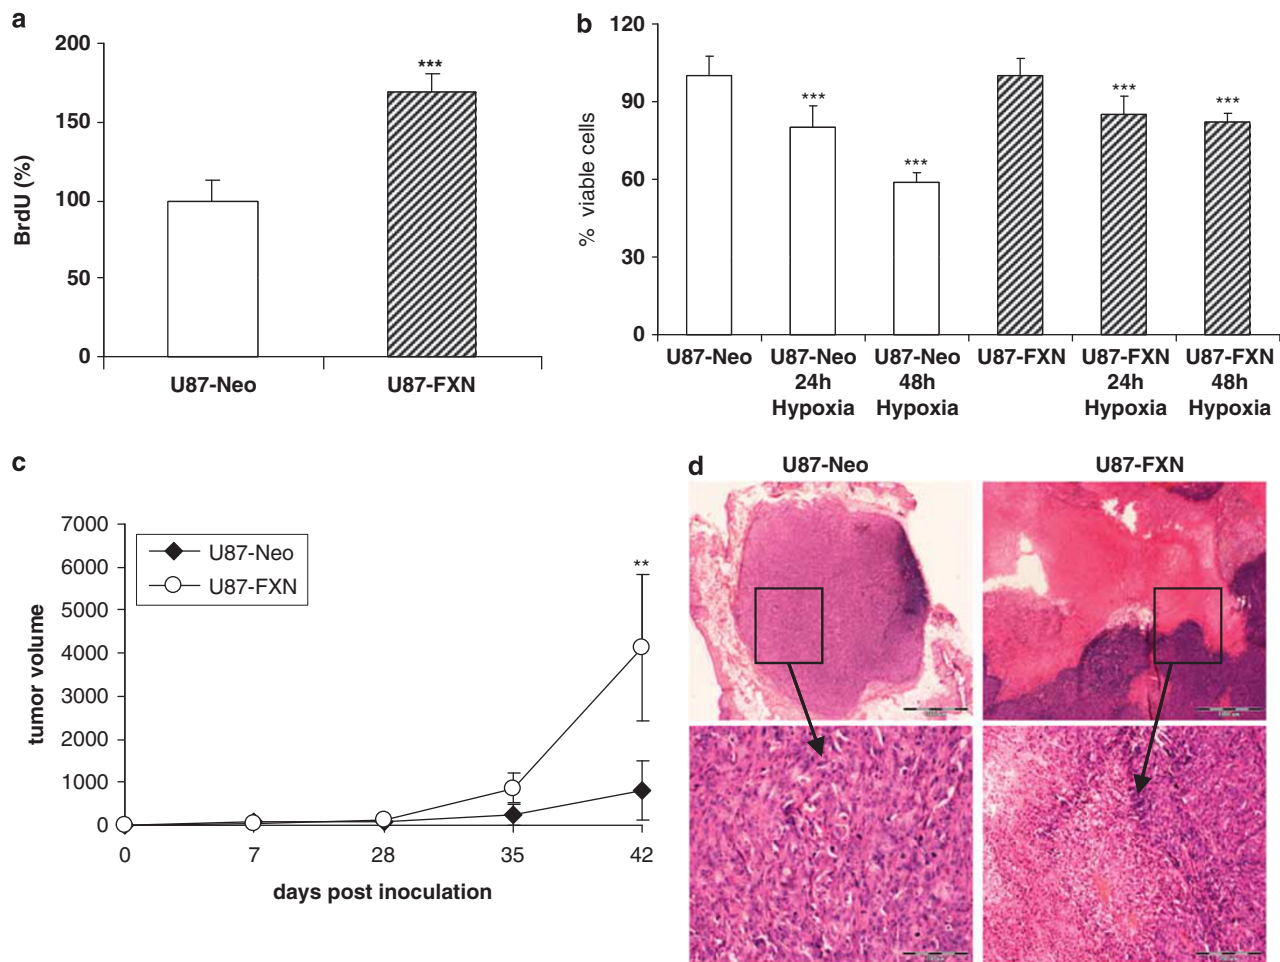 a
200
150
100
50
0
BrdU (%)
***
U87-Neo
U87-FXN
b
120
90
60
30
0
% viable cells
***
***
***
***
U87-Neo
U87-Neo
24h
Hypoxia
U87-Neo
48h
Hypoxia
U87-FXN
U87-FXN
24h
Hypoxia
U87-FXN
48h
Hypoxia
c
7000
6000
5000
4000
3000
2000
1000
0
tumor volume
U87-Neo
U87-FXN
**
0
7
28
35
42
days post inoculation
d
U87-Neo
U87-FXN